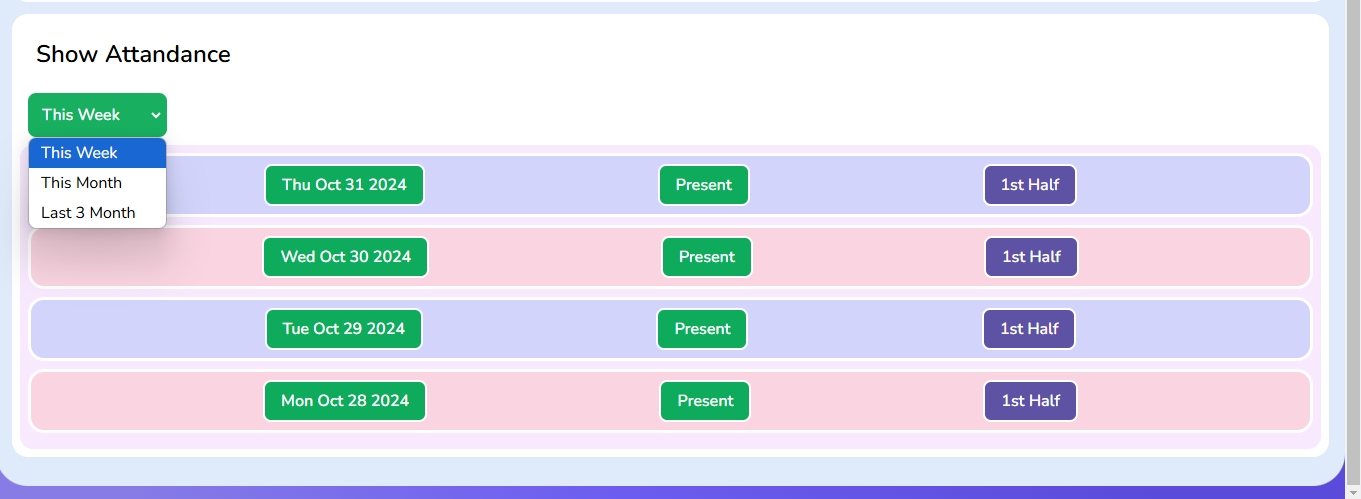 Show Attandance
This Week
This Week
This Month
Last 3 Month
Thu Oct 31 2024 Present 1st Half
Wed Oct 30 2024 Present 1st Half
Tue Oct 29 2024 Present 1st Half
Mon Oct 28 2024 Present 1st Half